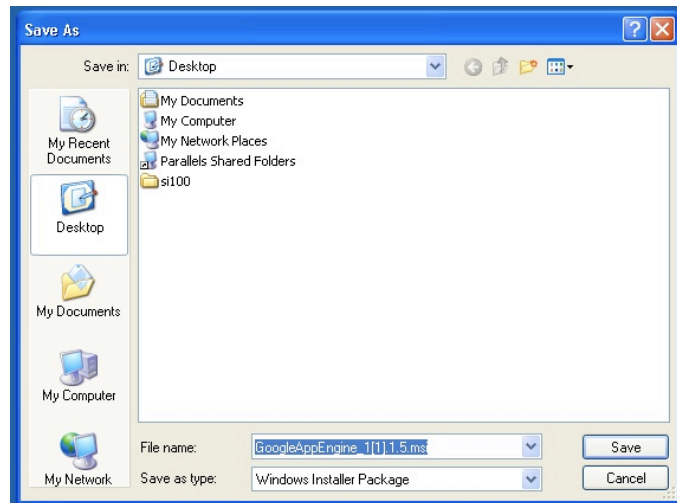 Save As
Save in:
Desktop
My Recent
Documents
Desktop
My Documents
My Computer
My Network
My Documents
My Computer
My Network Places
Parallels Shared Folders
si100
File name:
GoogleAppEngine_1[1].1.5.msi
Save
Save as type:
Windows Installer Package
Cancel